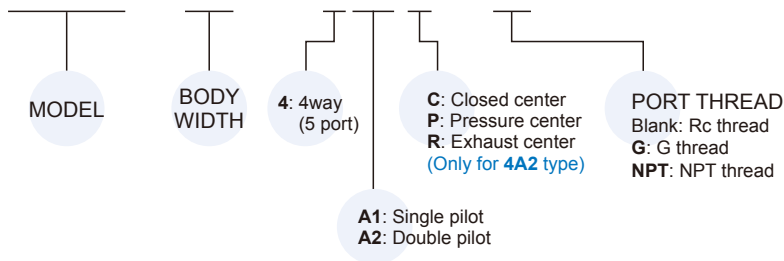 MODEL
BODY
WIDTH
4: 4way
(5 port)
C: Closed center
P: Pressure center
R: Exhaust center
(Only for 4A2 type)
PORT THREAD
Blank: Rc thread
G: G thread
NPT: NPT thread
A1: Single pilot
A2: Double pilot